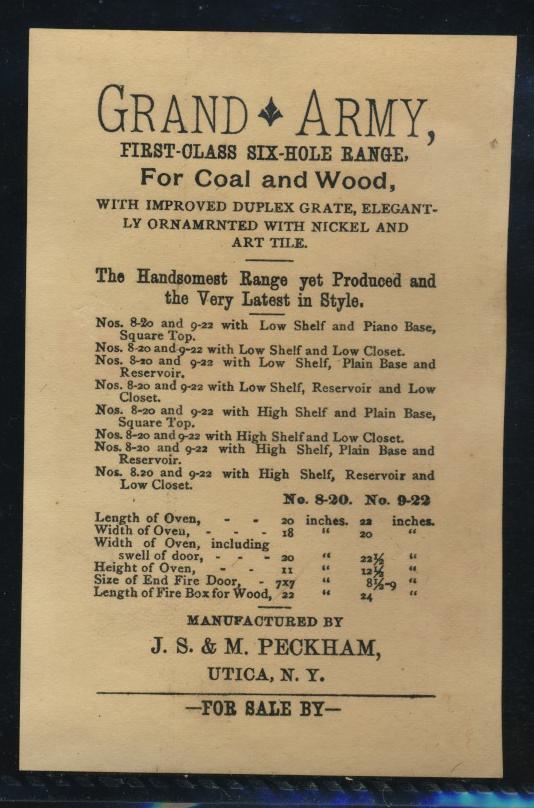 GRAND ARMY,
FIRST-CLASS SIX-HOLE RANGE,
For Coal and Wood,
WITH IMPROVED DUPLEX GRATE, ELEGANT-
LY ORNAMRNTED WITH NICKEL AND
ART TILE.
The Handsomest Range yet Produced and
the Very Latest in Style.
Nos. 8-20 and 9-22 with Low Shelf and Piano Base,
Square Top.
Nos. 8-20 and 9-22 with Low Shelf and Low Closet.
Nos. 8-20 and 9-22 with Low Shelf, Plain Base and
Reservoir.
Nos. 8-20 and 9-22 with Low Shelf, Reservoir and Low
Closet.
Nos. 8-20 and 9-22 with High Shelf and Plain Base,
Square Top.
Nos. 8-20 and 9-22 with High Shelf and Low Closet.
Nos. 8-20 and 9-22 with High Shelf, Plain Base and
Reservoir.
Nos. 8.20 and 9-22 with High Shelf, Reservoir and
Low Closet.
No. 8-20. No. 9-22
Length of Oven, - - 20 inches. 22 inches.
Width of Oven, - - - 18 " 20 "
Width of Oven, including
swell of door, - - - 20 " 22½ "
Height of Oven, - - 11 " 12½ "
Size of End Fire Door, - 7x7 " 8½-9 "
Length of Fire Box for Wood, 22 " 24 "
MANUFACTURED BY
J. S. & M. PECKHAM,
UTICA, N. Y.
—FOR SALE BY—